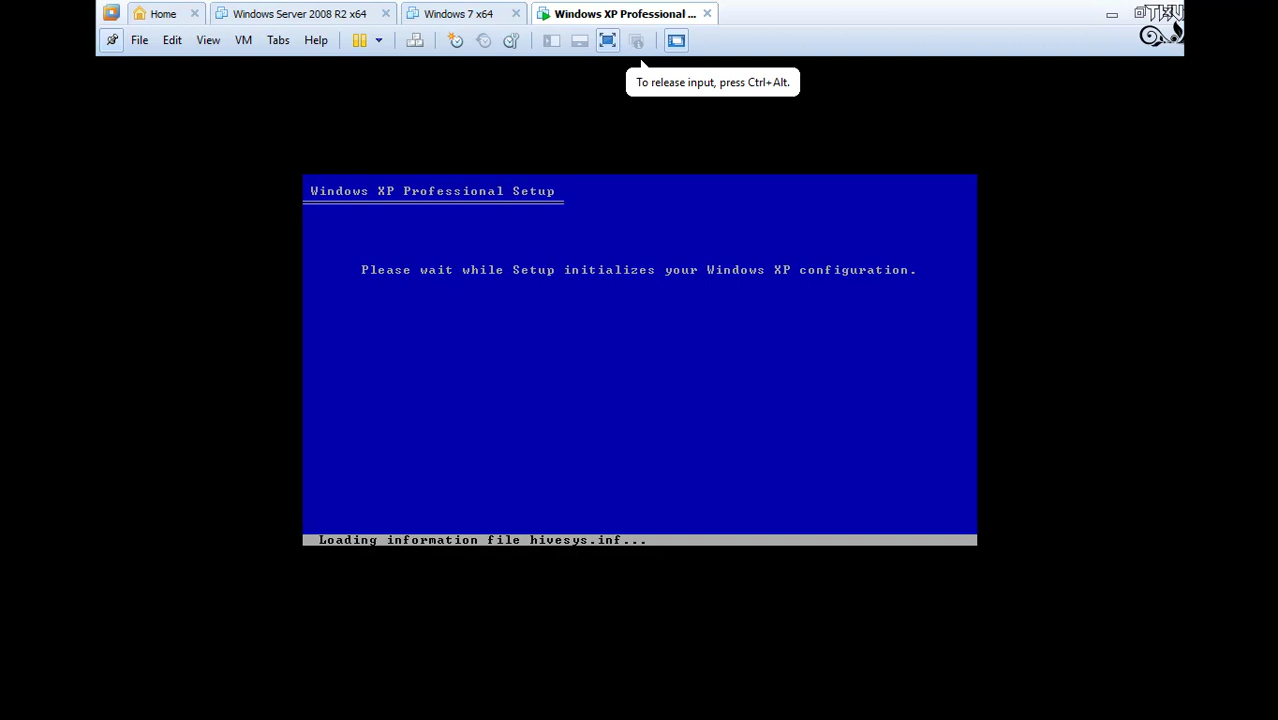 Home
Windows Server 2008 R2 x64
Windows 7 x64
Windows XP Professional ...
File Edit View VM Tabs Help
To release input, press Ctrl+Alt.
Windows XP Professional Setup
Please wait while Setup initializes your Windows XP configuration.
Loading information file hivesys.inf...